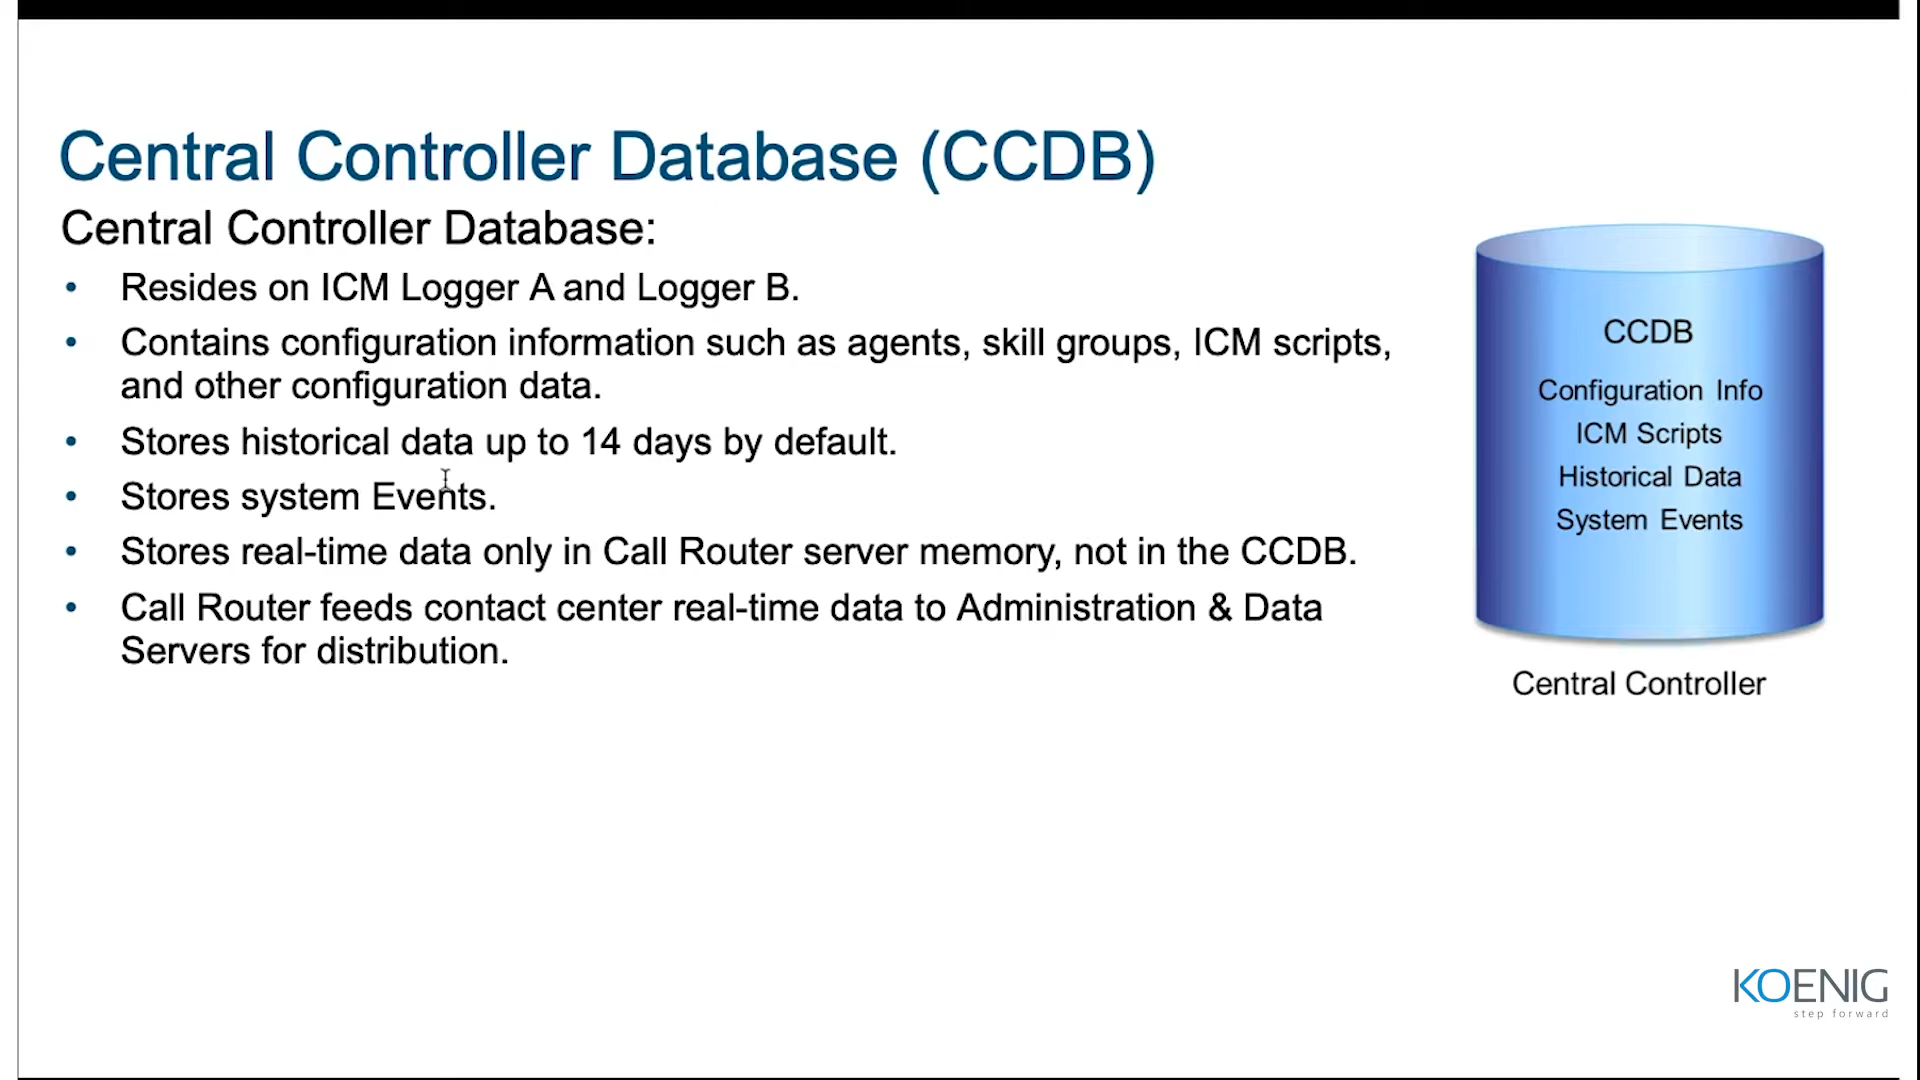 Central Controller Database (CCDB)
Central Controller Database:
• Resides on ICM Logger A and Logger B.
• Contains configuration information such as agents, skill groups, ICM scripts,
and other configuration data.
• Stores historical data up to 14 days by default.
• Stores system Events.
• Stores real-time data only in Call Router server memory, not in the CCDB.
• Call Router feeds contact center real-time data to Administration & Data
Servers for distribution.
CCDB
Configuration Info
ICM Scripts
Historical Data
System Events
Central Controller
KOENIG
step forward